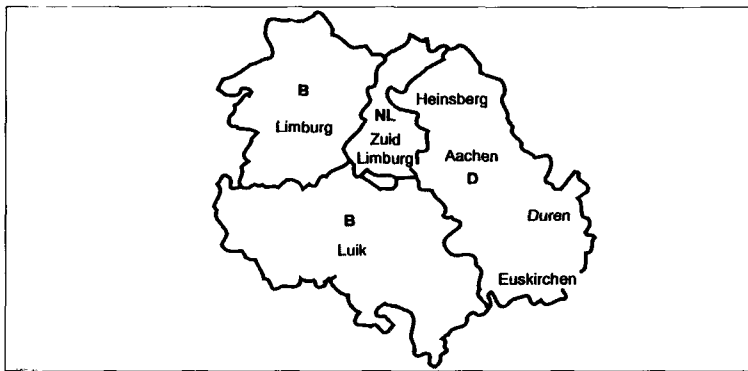 B
Limburg
NL
Zuid
Limburg
Heinsberg
Aachen
D
Duren
Euskirchen
B
Luik